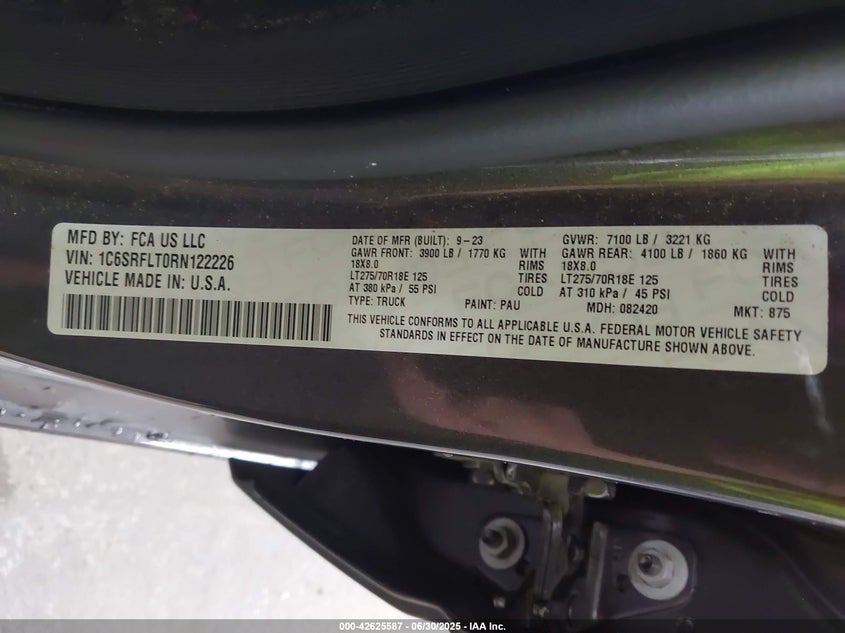 MFD BY: FCA US LLC
VIN: 1C6SRFLT0RN122226
VEHICLE MADE IN: U.S.A.
DATE OF MFR (BUILT): 9-23 GVWR: 7100 LB / 3221 KG
GAWR FRONT: 3900 LB / 1770 KG WITH GAWR REAR: 4100 LB / 1860 KG WITH
18X8.0 RIMS 18X8.0 RIMS
LT275/70R18E 125 TIRES LT275/70R18E 125 TIRES
AT 380 kPa / 55 PSI COLD AT 310 kPa / 45 PSI COLD
TYPE: TRUCK PAINT: PAU MDH: 082420 MKT: 875
THIS VEHICLE CONFORMS TO ALL APPLICABLE U.S.A. FEDERAL MOTOR VEHICLE SAFETY
STANDARDS IN EFFECT ON THE DATE OF MANUFACTURE SHOWN ABOVE.
000-42625587 - 06/30/2025 - IAA Inc.